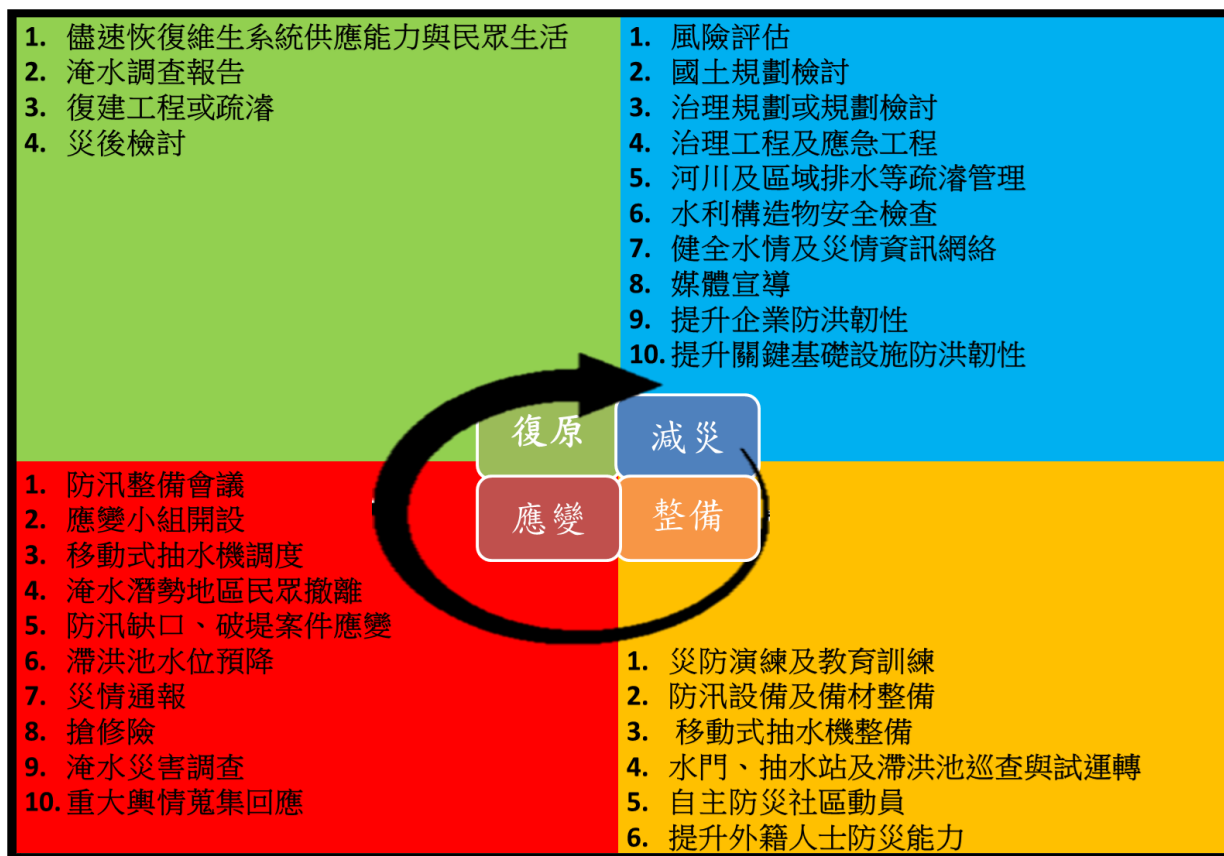 1. 儘速恢復維生系統供應能力與民眾生活
2. 淹水調查報告
3. 復建工程或疏濬
4. 災後檢討
1. 風險評估
2. 國土規劃檢討
3. 治理規劃或規劃檢討
4. 治理工程及應急工程
5. 河川及區域排水等疏濬管理
6. 水利構造物安全檢查
7. 健全水情及災情資訊網絡
8. 媒體宣導
9. 提升企業防洪韌性
10. 提升關鍵基礎設施防洪韌性
復原
減災
應變
整備
1. 防汛整備會議
2. 應變小組開設
3. 移動式抽水機調度
4. 淹水潛勢地區民眾撤離
5. 防汛缺口、破堤案件應變
6. 滯洪池水位預降
7. 災情通報
8. 搶修險
9. 淹水災害調查
10. 重大輿情蒐集回應
1. 災防演練及教育訓練
2. 防汛設備及備材整備
3. 移動式抽水機整備
4. 水門、抽水站及滯洪池巡查與試運轉
5. 自主防災社區動員
6. 提升外籍人士防災能力